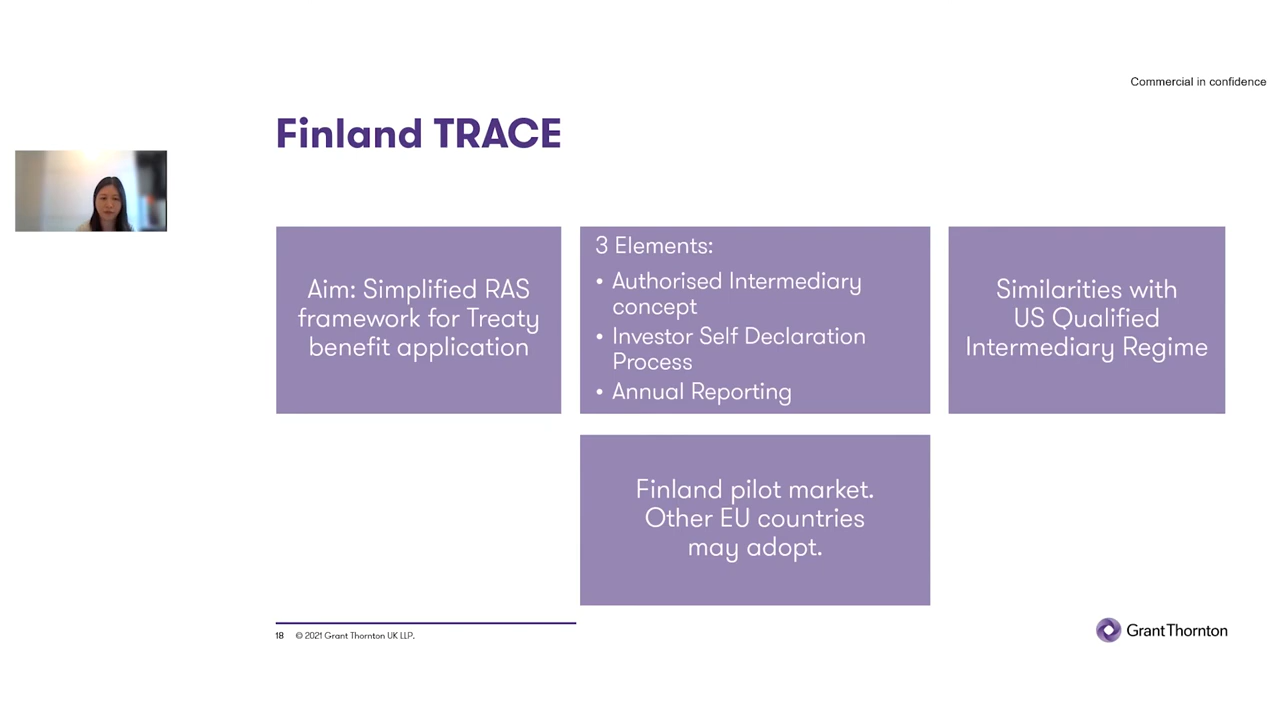 Commercial in confidence
Finland TRACE
Aim: Simplified RAS
framework for Treaty
benefit application
3 Elements:
• Authorised Intermediary
concept
• Investor Self Declaration
Process
• Annual Reporting
Similarities with
US Qualified
Intermediary Regime
Finland pilot market.
Other EU countries
may adopt.
18 © 2021 Grant Thornton UK LLP.
GrantThornton